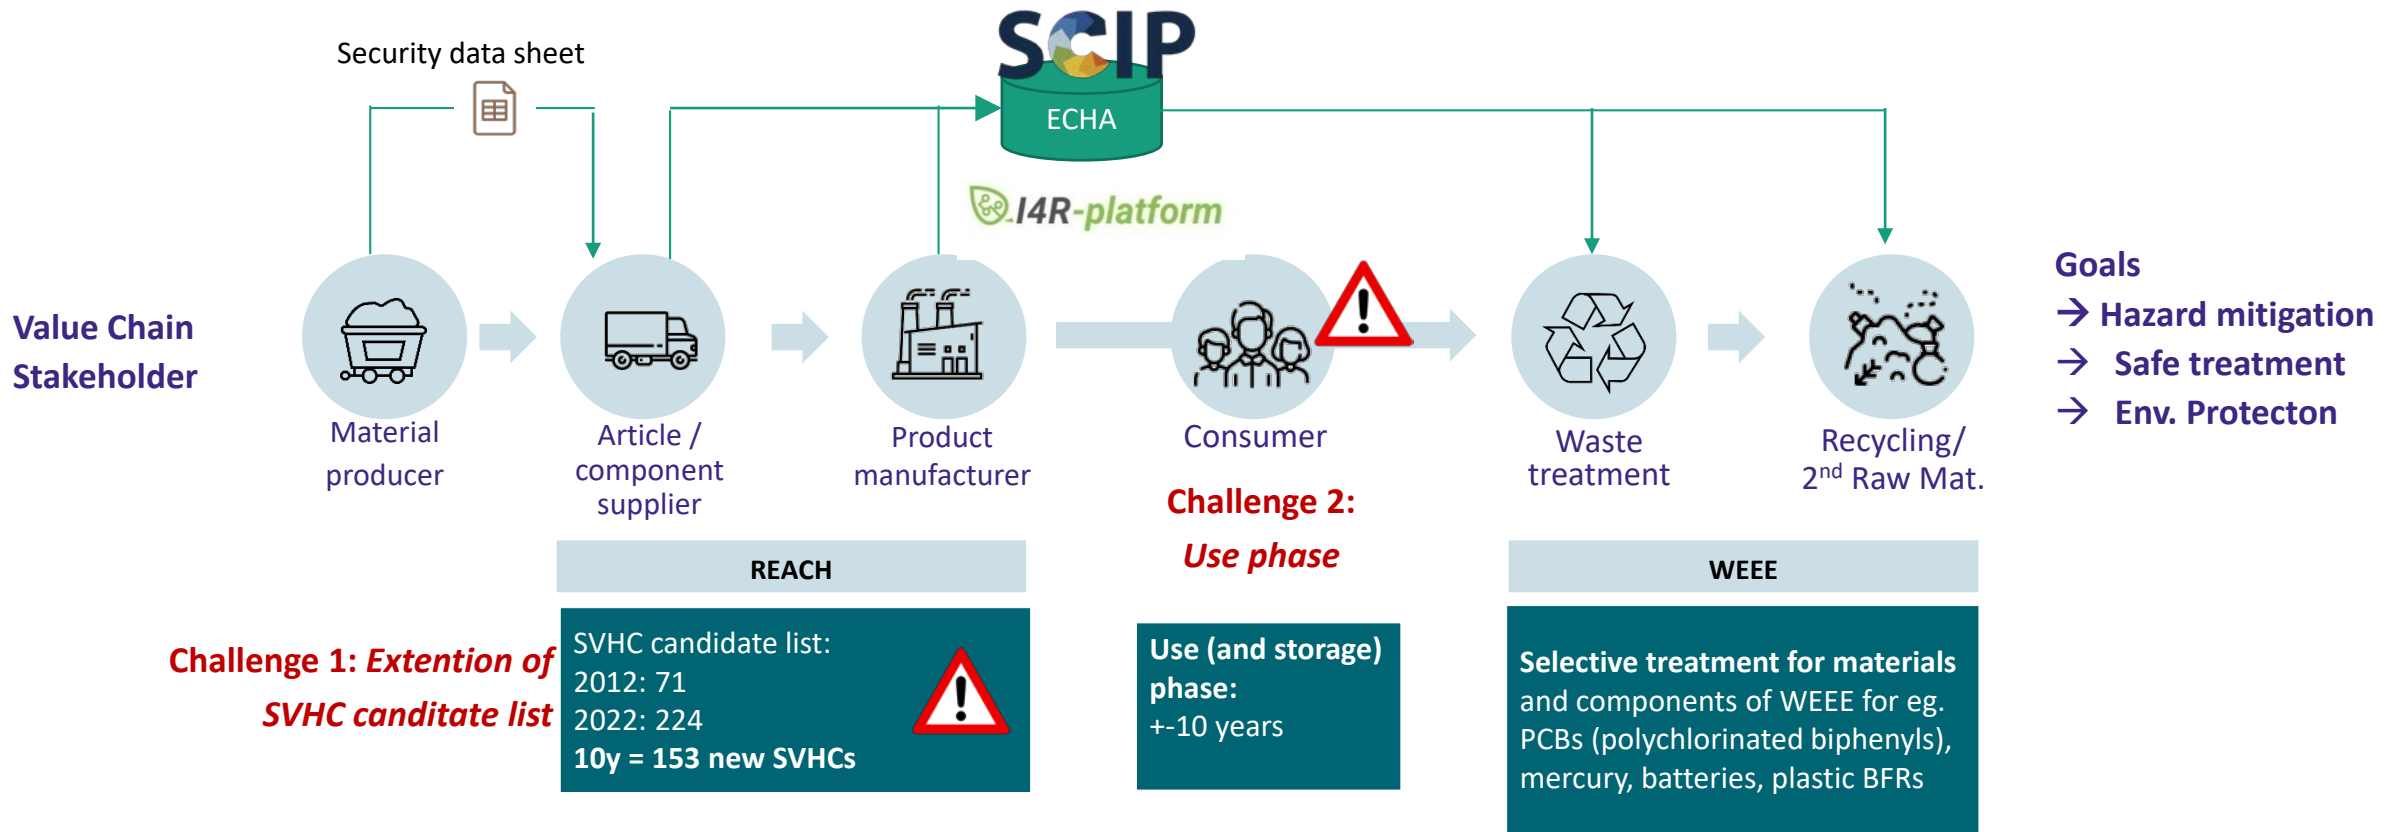 Security data sheet
SCIP
ECHA
I4R-platform
Value Chain
Stakeholder
Material
producer
Article /
component
supplier
Product
manufacturer
Consumer
Waste
treatment
Recycling/
2nd Raw Mat.
Goals
→ Hazard mitigation
→ Safe treatment
→ Env. Protecton
Challenge 2:
Use phase
REACH
WEEE
Challenge 1: Extention of
SVHC canditate list
SVHC candidate list:
2012: 71
2022: 224
10y = 153 new SVHCs
Use (and storage)
phase:
+-10 years
Selective treatment for materials
and components of WEEE for eg.
PCBs (polychlorinated biphenyls),
mercury, batteries, plastic BFRs